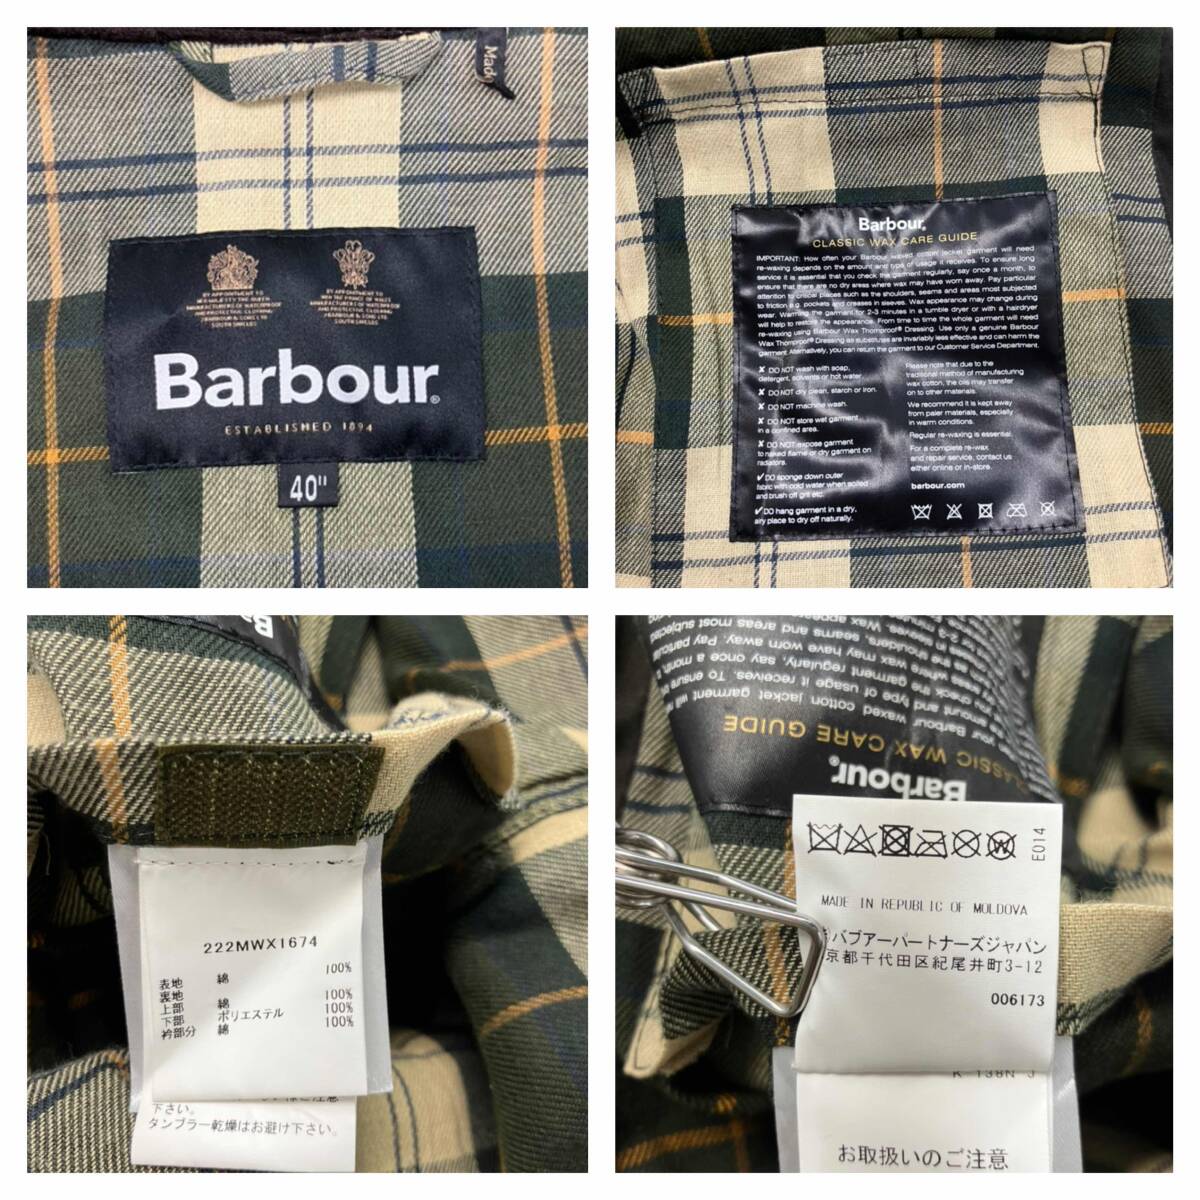 Made
BY APPOINTMENT TO
HER MAJESTY THE QUEEN
MANUFACTURERS OF WATERPROOF
AND PROTECTIVE CLOTHING
J BARBOUR & SONS LTD
SOUTH SHIELDS
BY APPOINTMENT TO
HRH THE PRINCE OF WALES
MANUFACTURERS OF WATERPROOF
AND PROTECTIVE CLOTHING
J BARBOUR & SONS LTD
SOUTH SHIELDS
Barbour®
ESTABLISHED 1894
40"
Barbour®
CLASSIC WAX CARE GUIDE
IMPORTANT: How often your Barbour waxed cotton jacket garment will need
re-waxing depends on the amount and type of usage it receives. To ensure long
service it is essential that you check the garment regularly, say once a month, to
ensure that there are no dry areas where wax may have worn away. Pay particular
attention to critical places such as the shoulders, seams and areas most subjected
to friction e.g. pockets and creases in sleeves. Wax appearance may change during
wear. Warming the garment for 2-3 minutes in a tumble dryer or with a hairdryer
will help to restore the appearance. From time to time the whole garment will need
re-waxing using Barbour Wax Thornproof® Dressing. Use only a genuine Barbour
Wax Thornproof® Dressing as substitutes are invariably less effective and can harm the
garment. Alternatively, you can return the garment to our Customer Service Department.
✗ DO NOT wash with soap,
detergent, solvents or hot water.
✗ DO NOT dry clean, starch or iron.
✗ DO NOT machine wash.
✗ DO NOT store wet garment
in a confined area.
✗ DO NOT expose garment
to naked flame or dry garment on
radiators.
✓ DO sponge down outer
fabric with cold water when soiled
and brush off grit etc.
✓ DO hang garment in a dry,
airy place to dry off naturally.
Please note that due to the
traditional method of manufacturing
wax cotton, the oils may transfer
on to other materials.
We recommend it is kept away
from paler materials, especially
in warm conditions.
Regular re-waxing is essential.
For a complete re-wax
and repair service, contact us
either online or in-store.
barbour.com
222MWX1674
表地 綿 100%
裏地
上部 綿 100%
下部 ポリエステル 100%
衿部分 綿 100%
下さい。
タンブラー乾燥はお避け下さい。
Barbour®
CLASSIC WAX CARE GUIDE
E014
MADE IN REPUBLIC OF MOLDOVA
バブアーパートナーズジャパン
京都千代田区紀尾井町3-12
006173
K-138N J
お取扱いのご注意